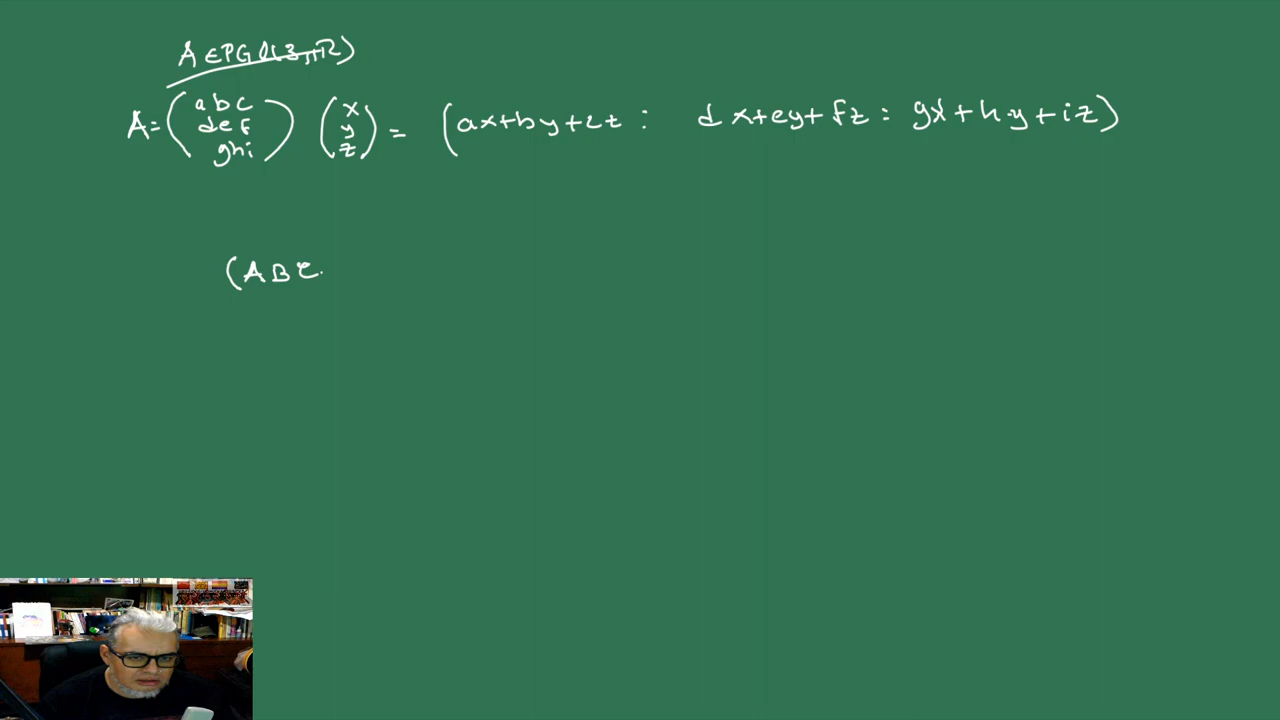 A ∈ PGl(3, ℝ)
A = (a b c
d e f
g h i) (x
y
z) = (ax+by+cz : dx+ey+fz : gx+hy+iz)
(A B C